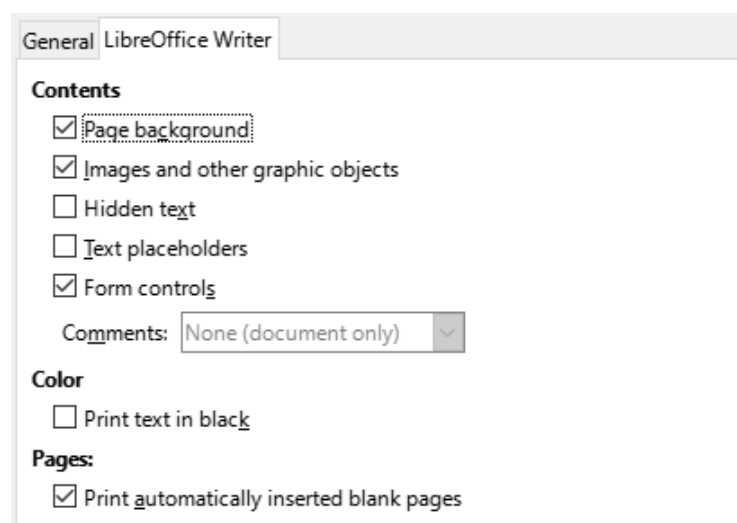 General LibreOffice Writer
Contents
Page background
Images and other graphic objects
Hidden text
Text placeholders
Form controls
Comments: None (document only)
Color
Print text in black
Pages:
Print automatically inserted blank pages